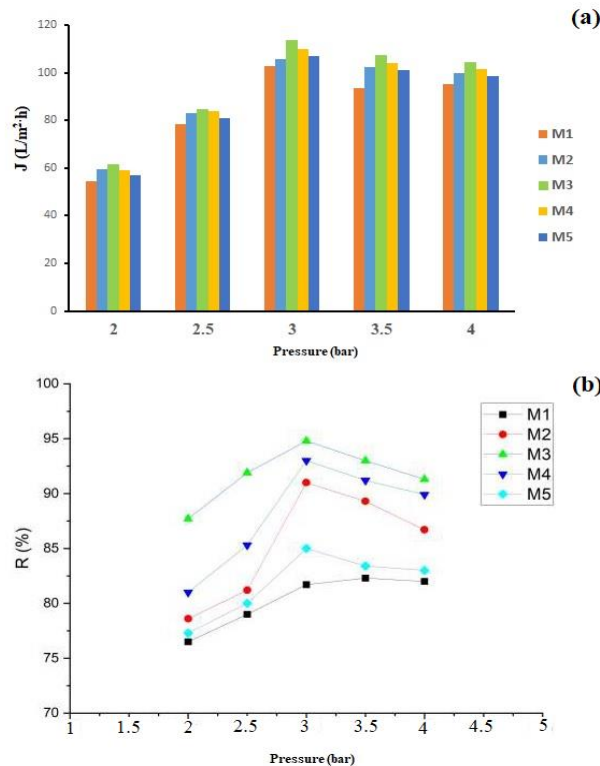 (a)
J (L/m²·h)
120
100
80
60
40
20
0
2 2.5 3 3.5 4
Pressure (bar)
M1
M2
M3
M4
M5
(b)
R (%)
100
95
90
85
80
75
70
1 1.5 2 2.5 3 3.5 4 4.5 5
Pressure (bar)
M1
M2
M3
M4
M5